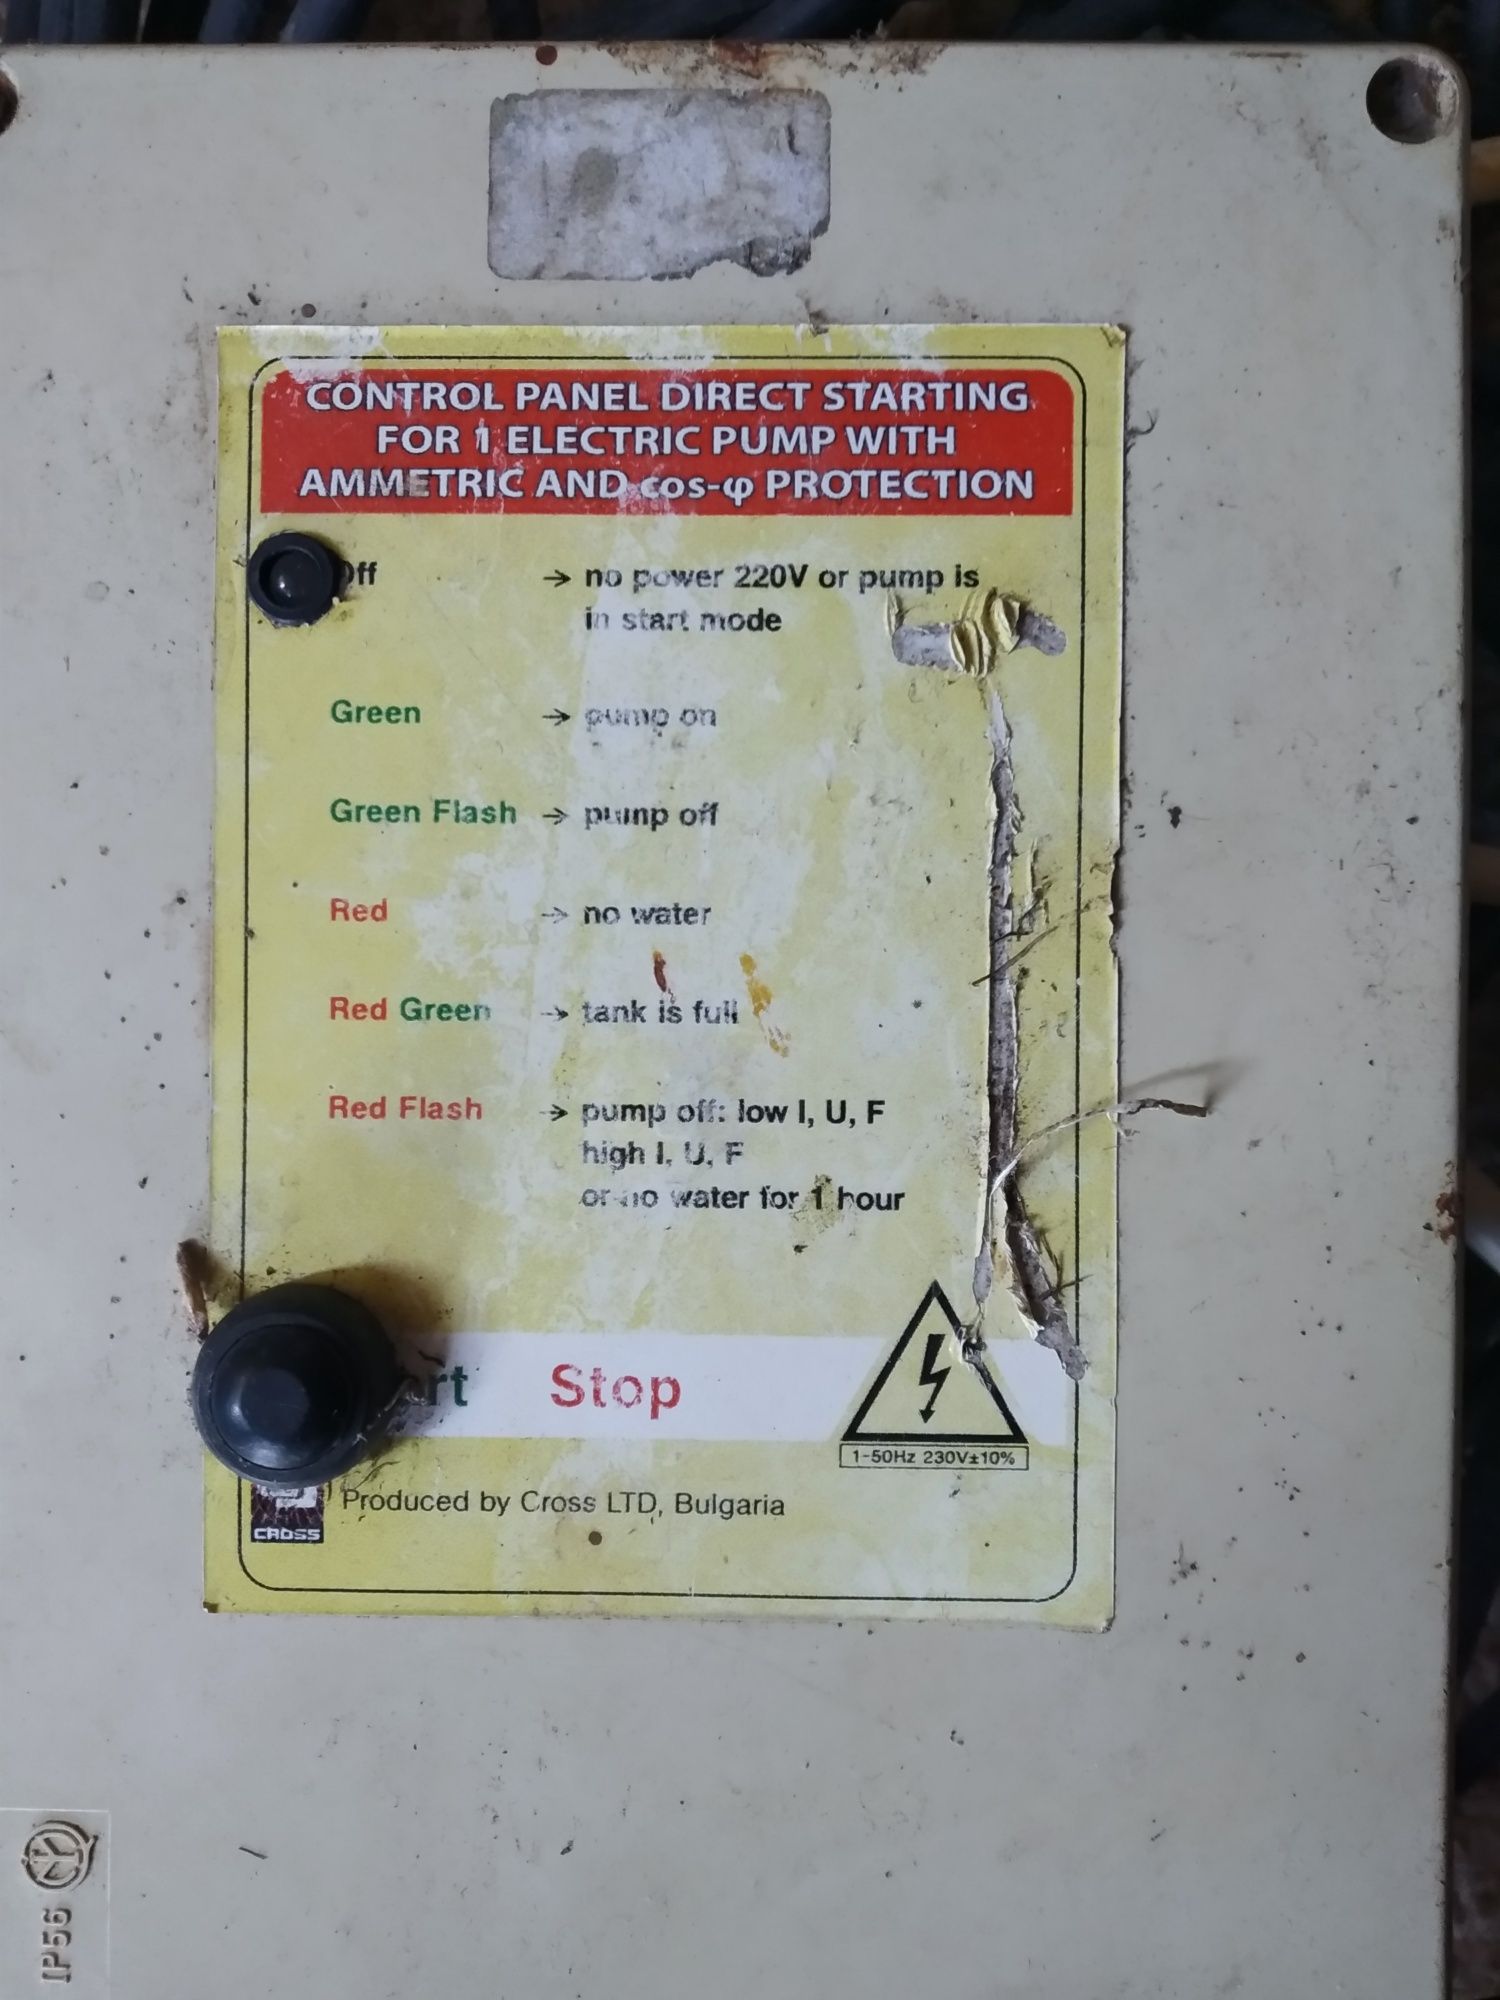 CONTROL PANEL DIRECT STARTING
FOR 1 ELECTRIC PUMP WITH
AMMETRIC AND cos-φ PROTECTION
Off → no power 220V or pump is
in start mode
Green → pump on
Green Flash → pump off
Red → no water
Red Green → tank is full
Red Flash → pump off: low I, U, F
high I, U, F
or no water for 1 hour
Stop
1~50Hz 230V±10%
Produced by Cross LTD, Bulgaria
CROSS
IP56